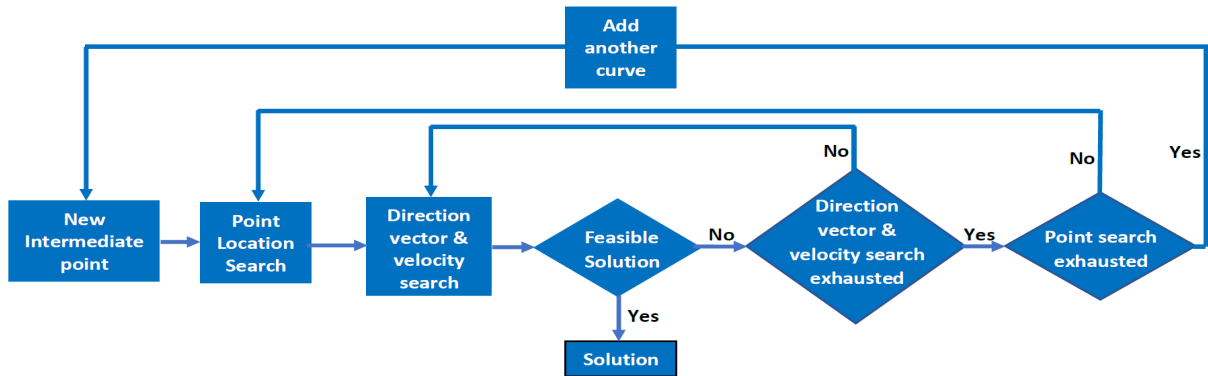 Add
another
curve
No
No
Yes
New
Intermediate
point
Point
Location
Search
Direction
vector &
velocity
search
Feasible
Solution
No
Direction
vector &
velocity search
exhausted
Yes
Point search
exhausted
Yes
Solution